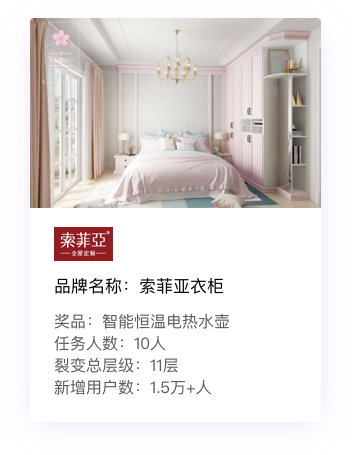 索菲亞
全屋定制
品牌名称：索菲亚衣柜
奖品：智能恒温电热水壶
任务人数：10人
裂变总层级：11层
新增用户数：1.5万+人